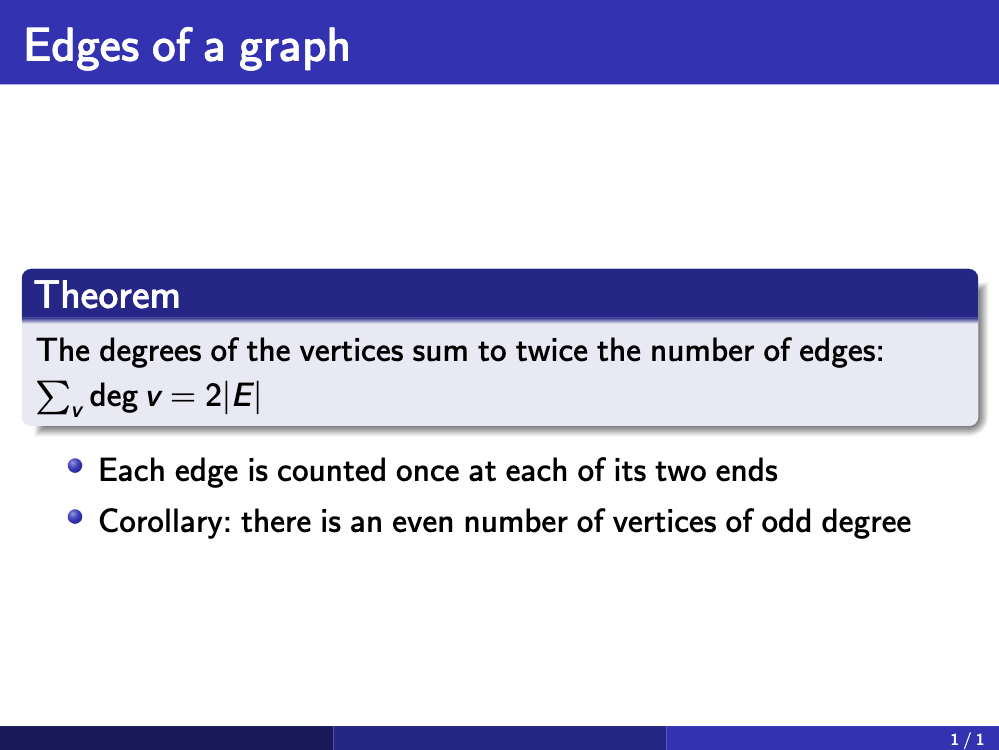 Edges of a graph
Theorem
The degrees of the vertices sum to twice the number of edges:
∑_v deg v = 2|E|
Each edge is counted once at each of its two ends
Corollary: there is an even number of vertices of odd degree
1 / 1